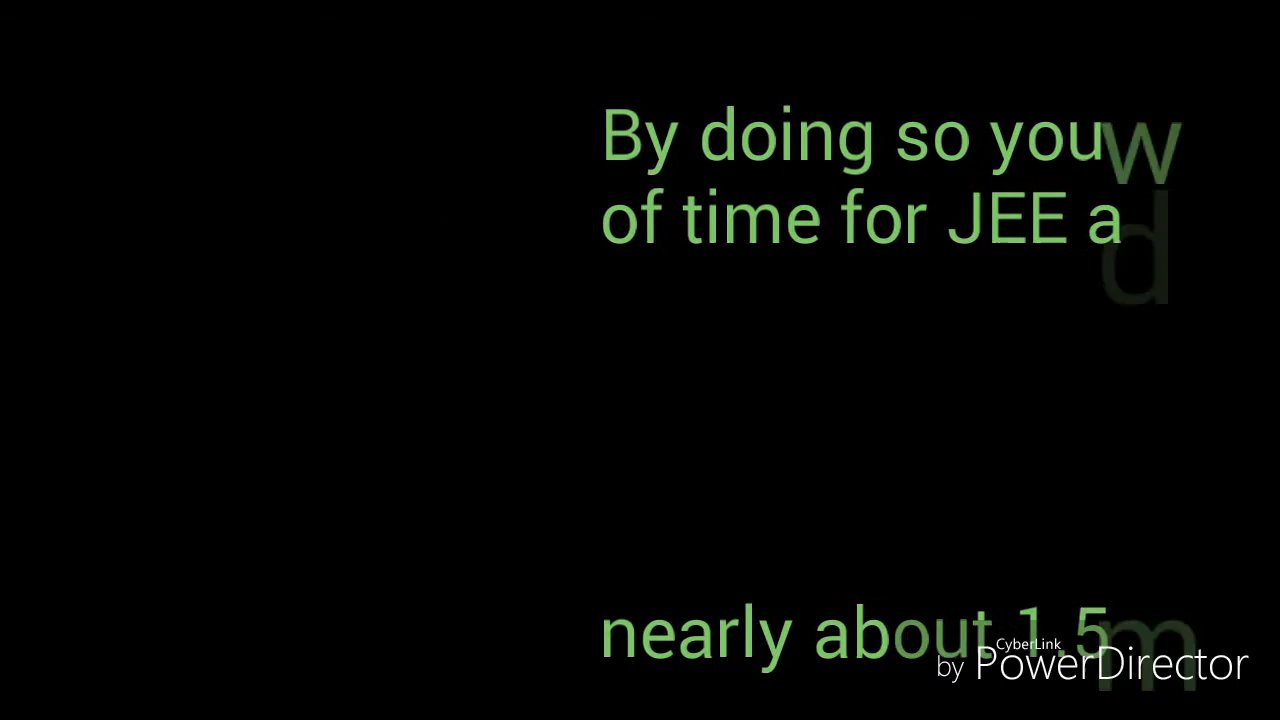 By doing so you w
of time for JEE a
d
nearly about 1.5 m
CyberLink
by PowerDirector